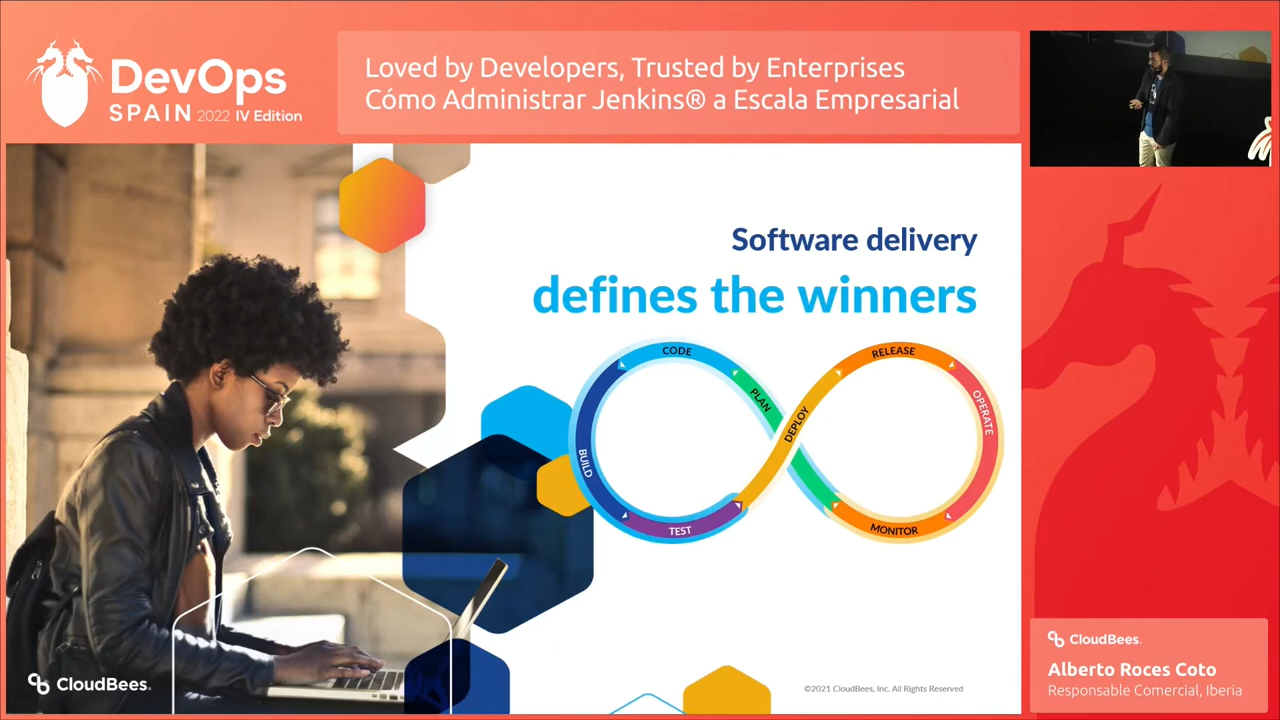 DevOps
SPAIN 2022 IV Edition
Loved by Developers, Trusted by Enterprises
Cómo Administrar Jenkins® a Escala Empresarial
Software delivery
defines the winners
CODE
PLAN
BUILD
TEST
DEPLOY
RELEASE
OPERATE
MONITOR
CloudBees.
©2021 CloudBees, Inc. All Rights Reserved
CloudBees.
Alberto Roces Coto
Responsable Comercial, Iberia